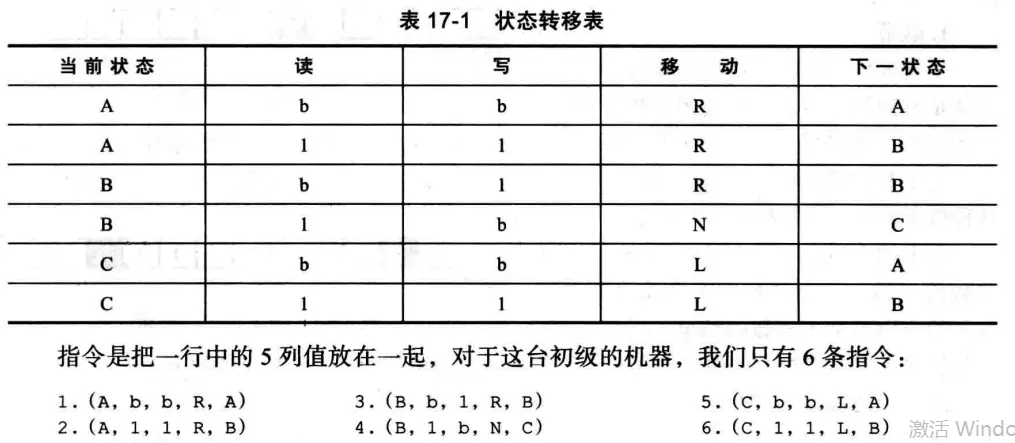 表 17-1 状态转移表
当前状态 读 写 移 动 下一状态
A b b R A
A 1 1 R B
B b 1 R B
B 1 b N C
C b b L A
C 1 1 L B
指令是把一行中的 5 列值放在一起，对于这台初级的机器，我们只有 6 条指令：
1. (A, b, b, R, A) 3. (B, b, 1, R, B) 5. (C, b, b, L, A)
2. (A, 1, 1, R, B) 4. (B, 1, b, N, C) 6. (C, 1, 1, L, B)
激活 Windo